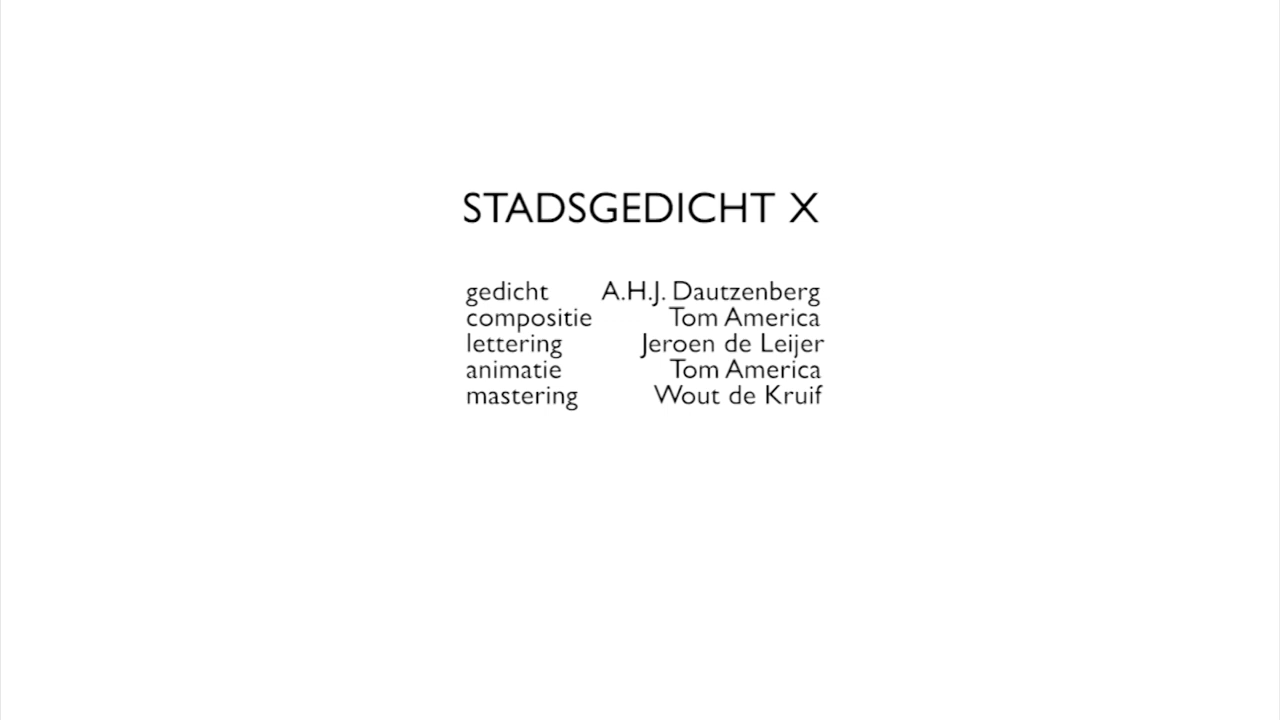 STADSGEDICHT X
gedicht A.H.J. Dautzenberg
compositie Tom America
lettering Jeroen de Leijer
animatie Tom America
mastering Wout de Kruif